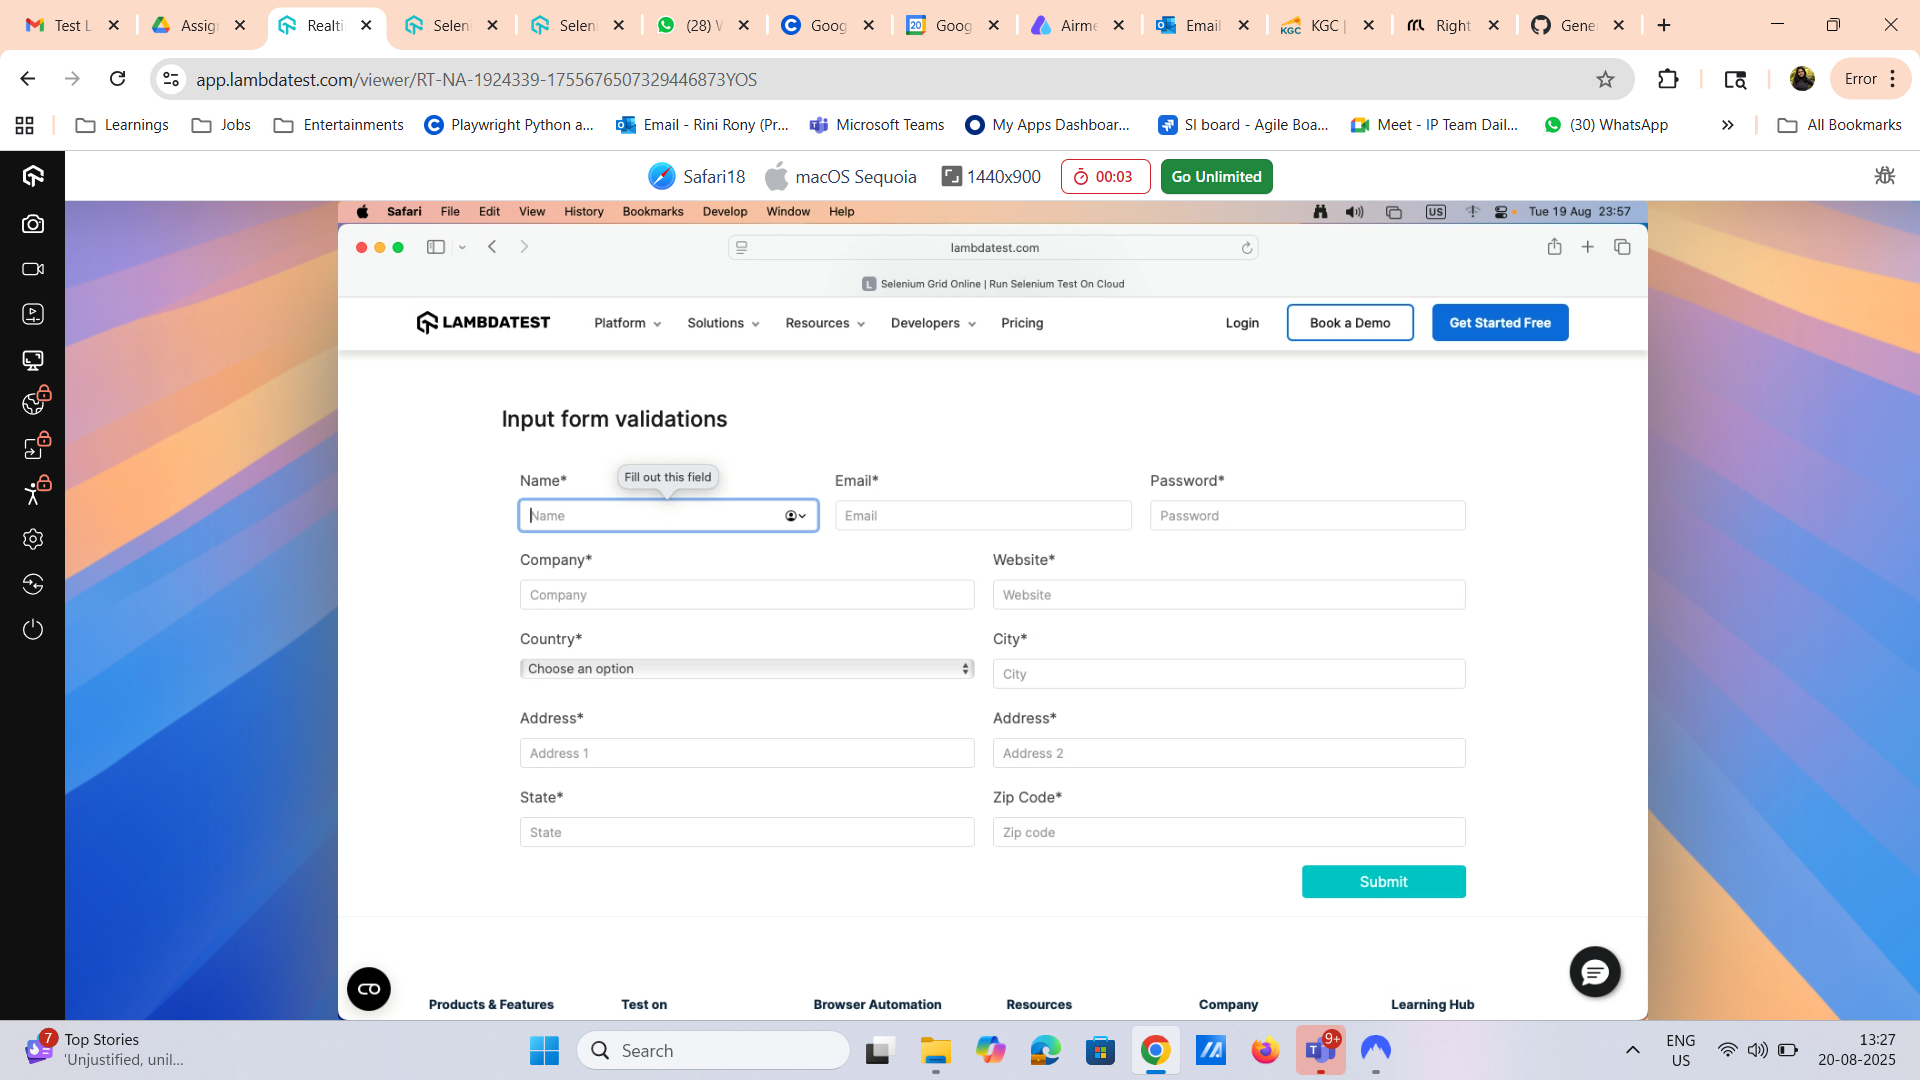 Test L
Assig
Realti
Selen
Selen
(28) W
Goog
Goog
Airme
Email
KGC |
Right
Gene
app.lambdatest.com/viewer/RT-NA-1924339-1755676507329446873YOS
Error
Learnings
Jobs
Entertainments
Playwright Python a...
Email - Rini Rony (Pr...
Microsoft Teams
My Apps Dashboar...
SI board - Agile Boa...
Meet - IP Team Dail...
(30) WhatsApp
All Bookmarks
Safari18
macOS Sequoia
1440x900
00:03
Go Unlimited
Safari File Edit View History Bookmarks Develop Window Help
US
Tue 19 Aug 23:57
lambdatest.com
L Selenium Grid Online | Run Selenium Test On Cloud
LAMBDATEST
Platform
Solutions
Resources
Developers
Pricing
Login
Book a Demo
Get Started Free
Input form validations
Name*
Fill out this field
Email*
Password*
Name
Email
Password
Company*
Website*
Company
Website
Country*
City*
Choose an option
City
Address*
Address*
Address 1
Address 2
State*
Zip Code*
State
Zip code
Submit
Products & Features
Test on
Browser Automation
Resources
Company
Learning Hub
7
Top Stories
'Unjustified, unil...
Search
9+
ENG
US
13:27
20-08-2025